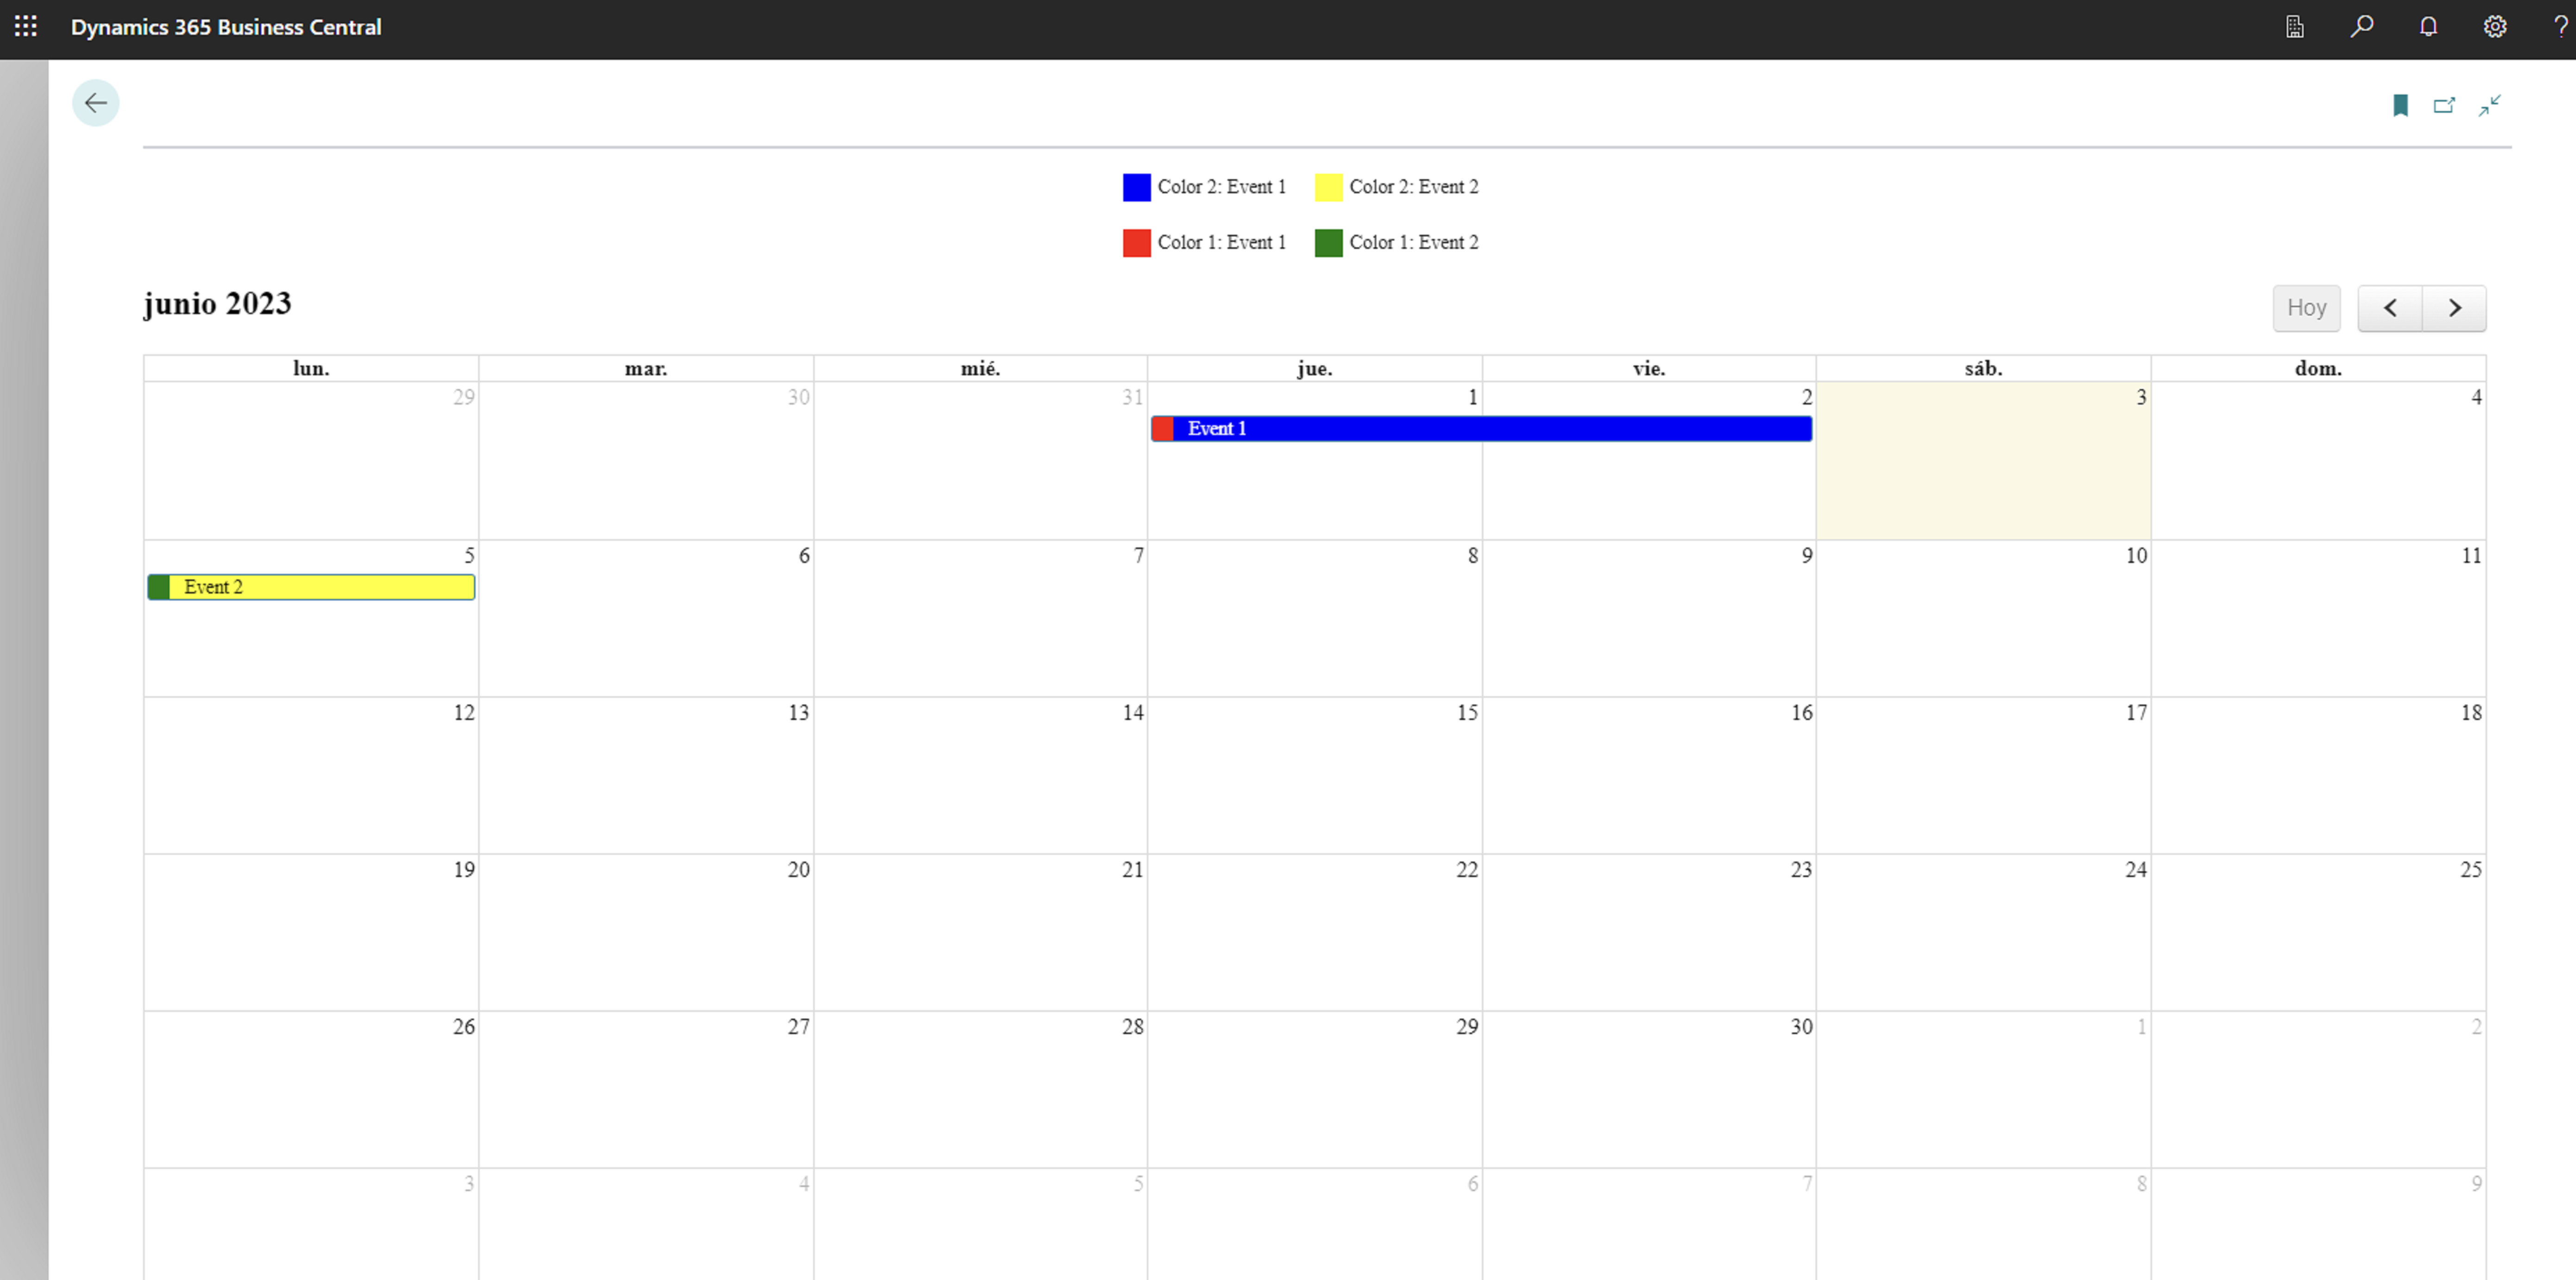 Dynamics 365 Business Central
?
Color 2: Event 1 Color 2: Event 2
Color 1: Event 1 Color 1: Event 2
junio 2023
Hoy
lun. mar. mié. jue. vie. sáb. dom.
29 30 31 1 2 3 4
Event 1
5 6 7 8 9 10 11
Event 2
12 13 14 15 16 17 18
19 20 21 22 23 24 25
26 27 28 29 30 1 2
3 4 5 6 7 8 9